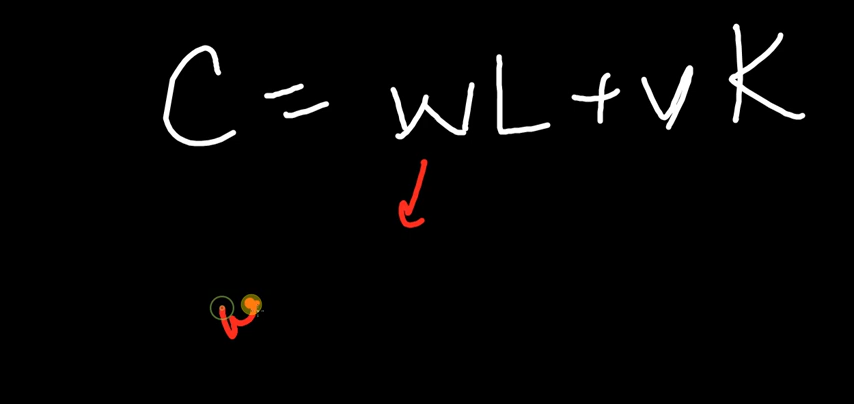 C = wL + vK